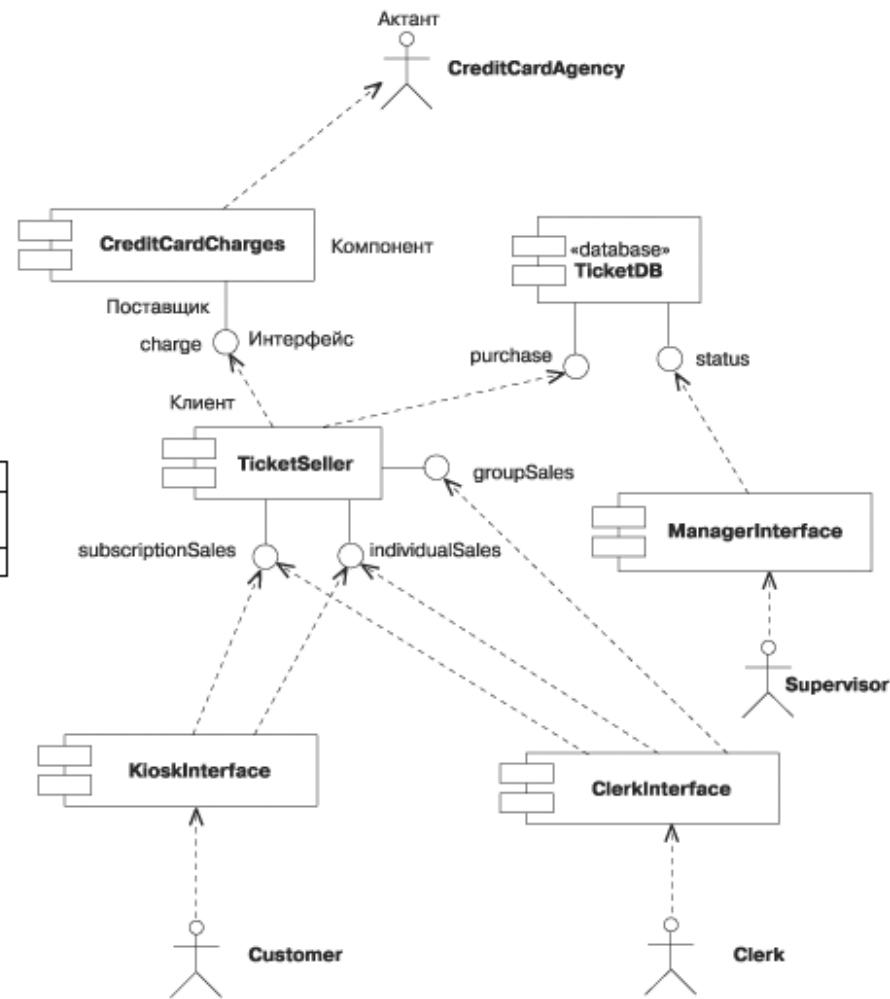 Актант
CreditCardAgency
CreditCardCharges
Компонент
«database»
TicketDB
Поставщик
charge
Интерфейс
purchase
status
Клиент
TicketSeller
groupSales
subscriptionSales
individualSales
ManagerInterface
Supervisor
KioskInterface
ClerkInterface
Customer
Clerk